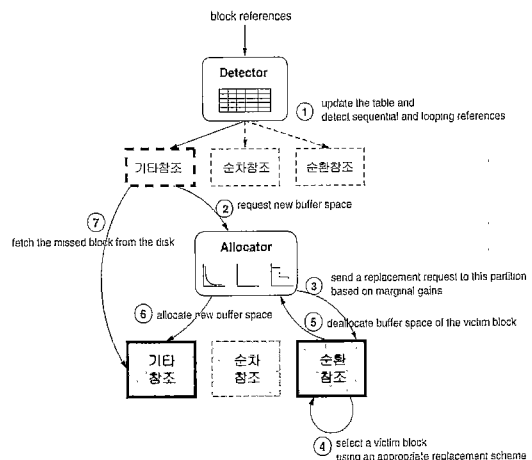 block references
Detector
1 update the table and
detect sequential and looping references
기타참조
순차참조
순환참조
7
2 request new buffer space
fetch the missed block from the disk
Allocator
3 send a replacement request to this partition
based on marginal gains
6 allocate new buffer space
5 deallocate buffer space of the victim block
기타
참조
순차
참조
순환
참조
4 select a victim block
using an appropriate replacement scheme